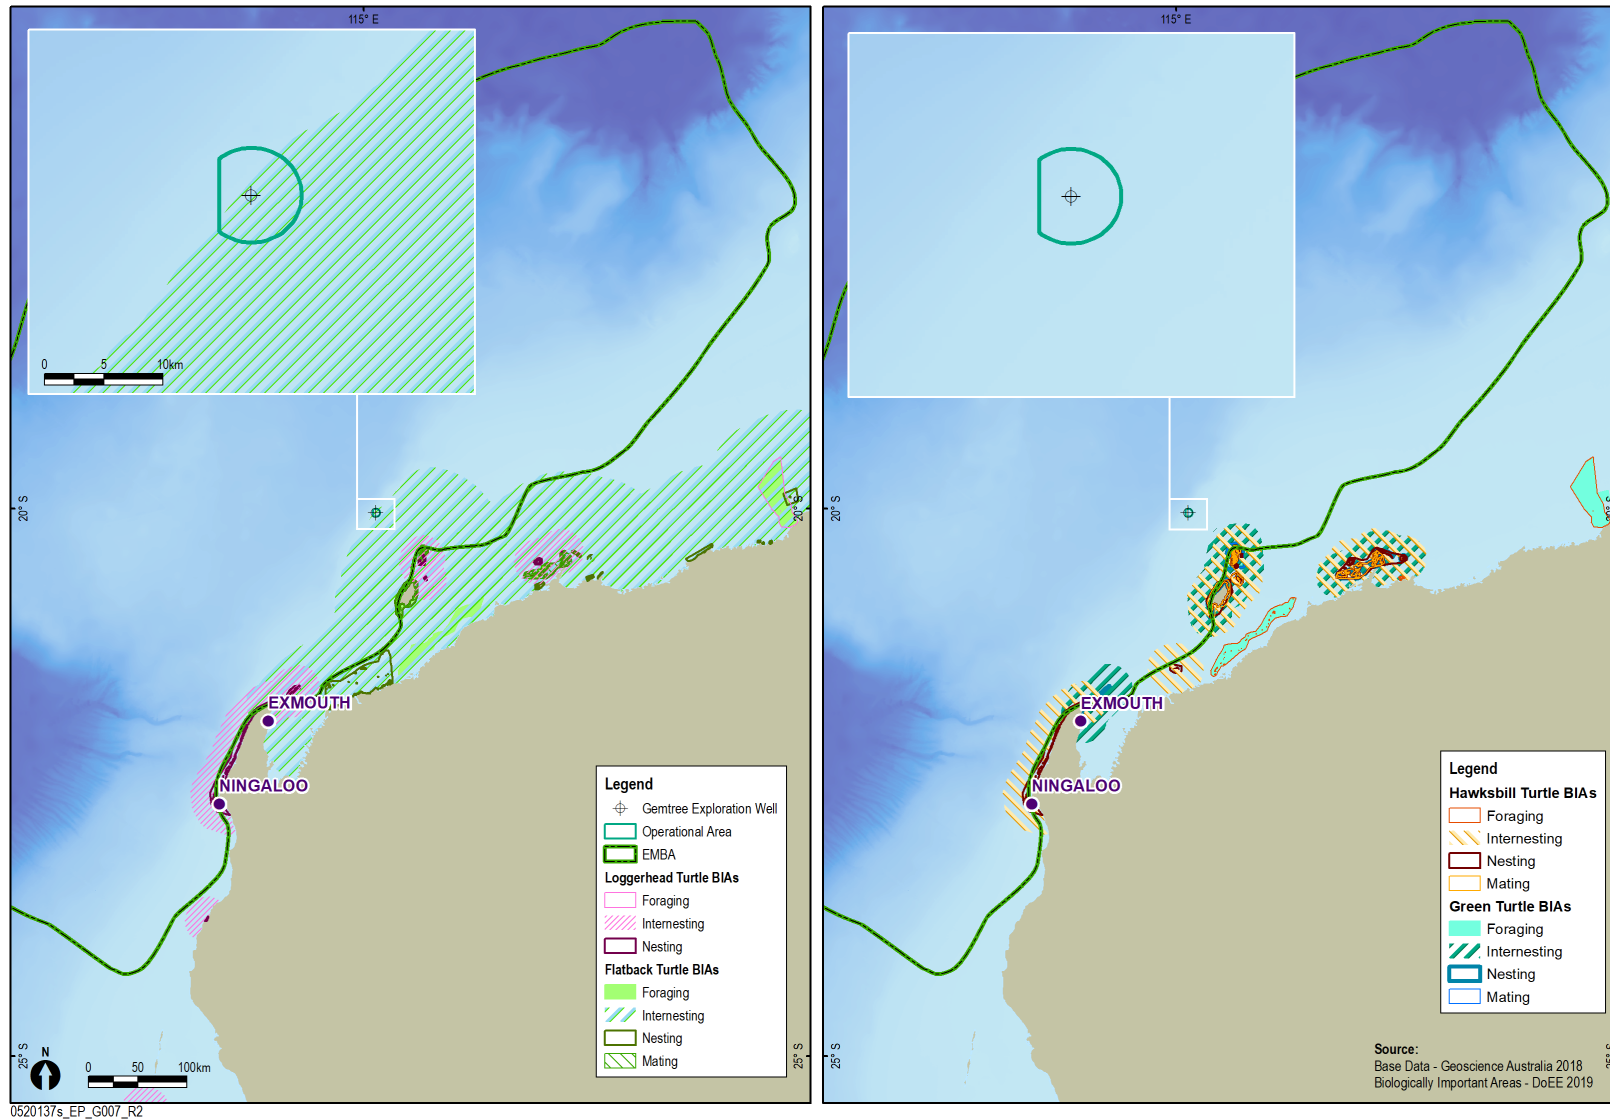 115° E
0 5 10km
20° S
20° S
EXMOUTH
NINGALOO
Legend
Gemtree Exploration Well
Operational Area
EMBA
Loggerhead Turtle BIAs
Foraging
Internesting
Nesting
Flatback Turtle BIAs
Foraging
Internesting
Nesting
Mating
25° S
N
0 50 100km
0520137s_EP_G007_R2
115° E
20° S
20° S
EXMOUTH
NINGALOO
Legend
Hawksbill Turtle BIAs
Foraging
Internesting
Nesting
Mating
Green Turtle BIAs
Foraging
Internesting
Nesting
Mating
25° S
25° S
Source:
Base Data - Geoscience Australia 2018
Biologically Important Areas - DoEE 2019